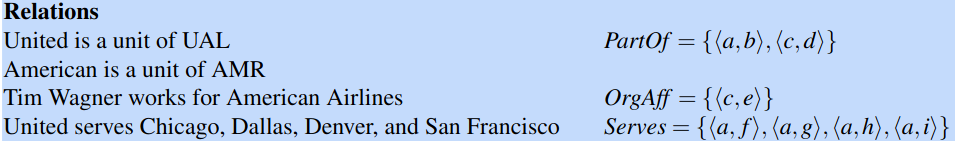 Relations
United is a unit of UAL PartOf = {⟨a,b⟩,⟨c,d⟩}
American is a unit of AMR
Tim Wagner works for American Airlines OrgAff = {⟨c,e⟩}
United serves Chicago, Dallas, Denver, and San Francisco Serves = {⟨a, f⟩,⟨a,g⟩,⟨a,h⟩,⟨a,i⟩}